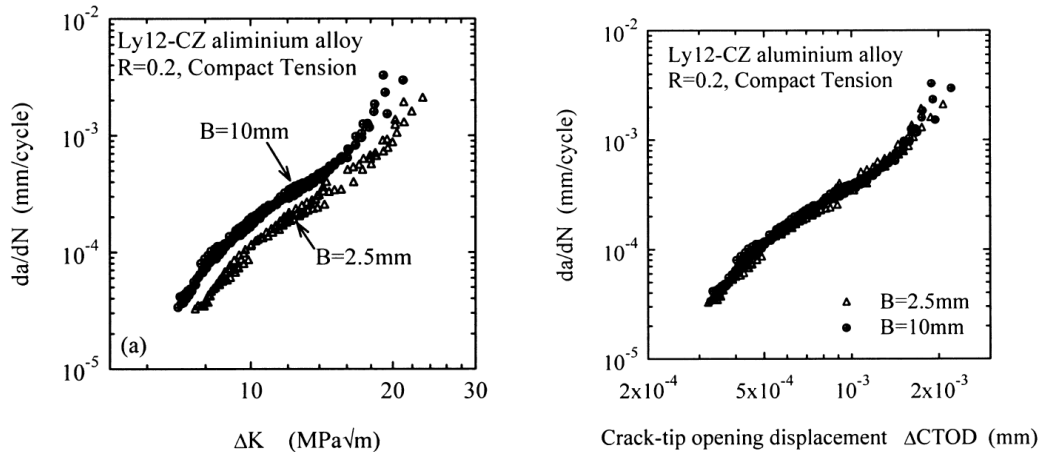 10⁻²
Ly12-CZ aliminium alloy
R=0.2, Compact Tension
10⁻³
B=10mm
da/dN (mm/cycle)
10⁻⁴
B=2.5mm
(a)
10⁻⁵
10
20
30
ΔK (MPa√m)
10⁻²
Ly12-CZ aluminium alloy
R=0.2, Compact Tension
10⁻³
da/dN (mm/cycle)
10⁻⁴
B=2.5mm
B=10mm
10⁻⁵
2x10⁻⁴
5x10⁻⁴
10⁻³
2x10⁻³
Crack-tip opening displacement ΔCTOD (mm)